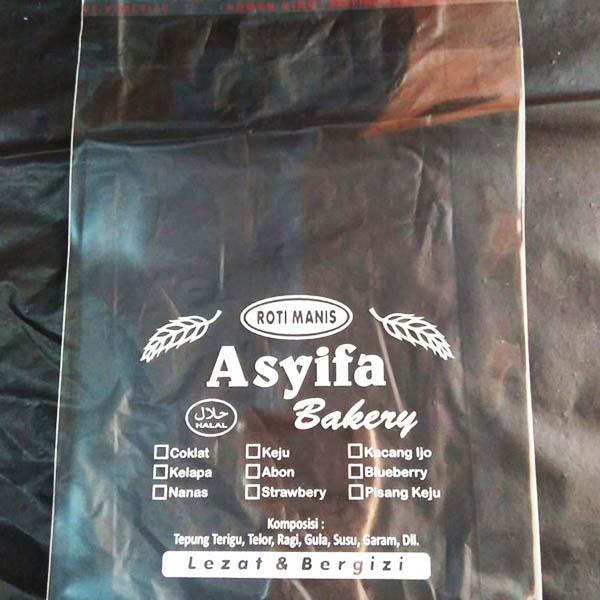 ROTI MANIS
Asyifa
Bakery
حلال
HALAL
Coklat Keju Kacang Ijo
Kelapa Abon Blueberry
Nanas Strawbery Pisang Keju
Komposisi :
Tepung Terigu, Telor, Ragi, Gula, Susu, Garam, Dll.
Lezat & Bergizi